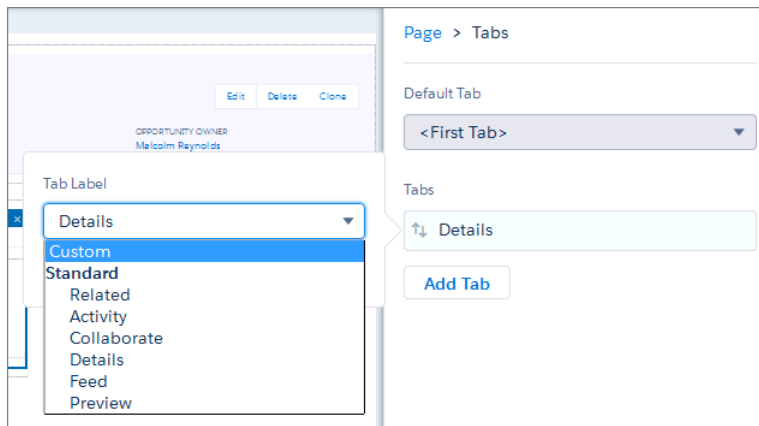 Edit Delete Clone
OPPORTUNITY OWNER
Malcolm Reynolds
Tab Label
Details
Custom
Standard
Related
Activity
Collaborate
Details
Feed
Preview
Page > Tabs
Default Tab
<First Tab>
Tabs
Details
Add Tab